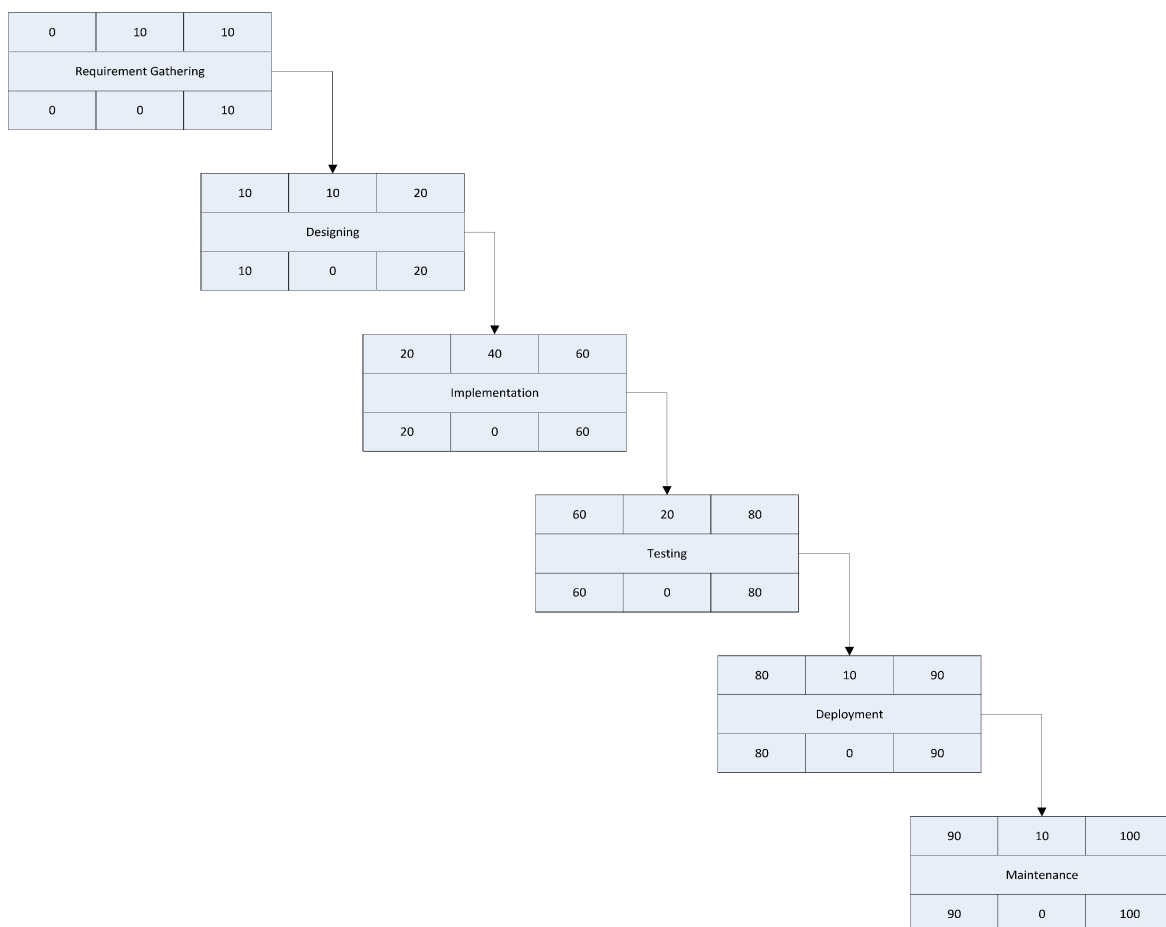 0 10 10
Requirement Gathering
0 0 10
10 10 20
Designing
10 0 20
20 40 60
Implementation
20 0 60
60 20 80
Testing
60 0 80
80 10 90
Deployment
80 0 90
90 10 100
Maintenance
90 0 100